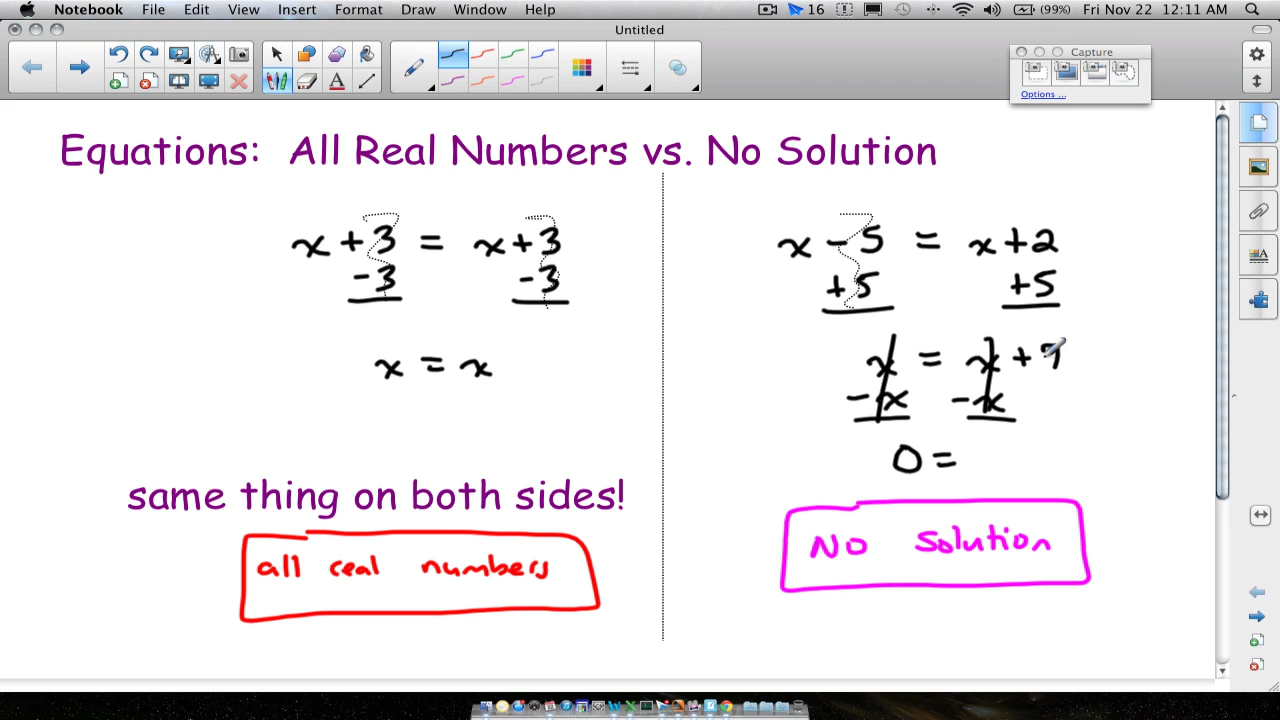 Notebook File Edit View Insert Format Draw Window Help 16 (99%) Fri Nov 22 12:11 AM
Untitled
Capture
Options ...
Equations: All Real Numbers vs. No Solution
x + 3 = x + 3
-3 -3
x = x
same thing on both sides!
all real numbers
x - 5 = x + 2
+5 +5
x = x + 7
-x -x
0 =
No Solution